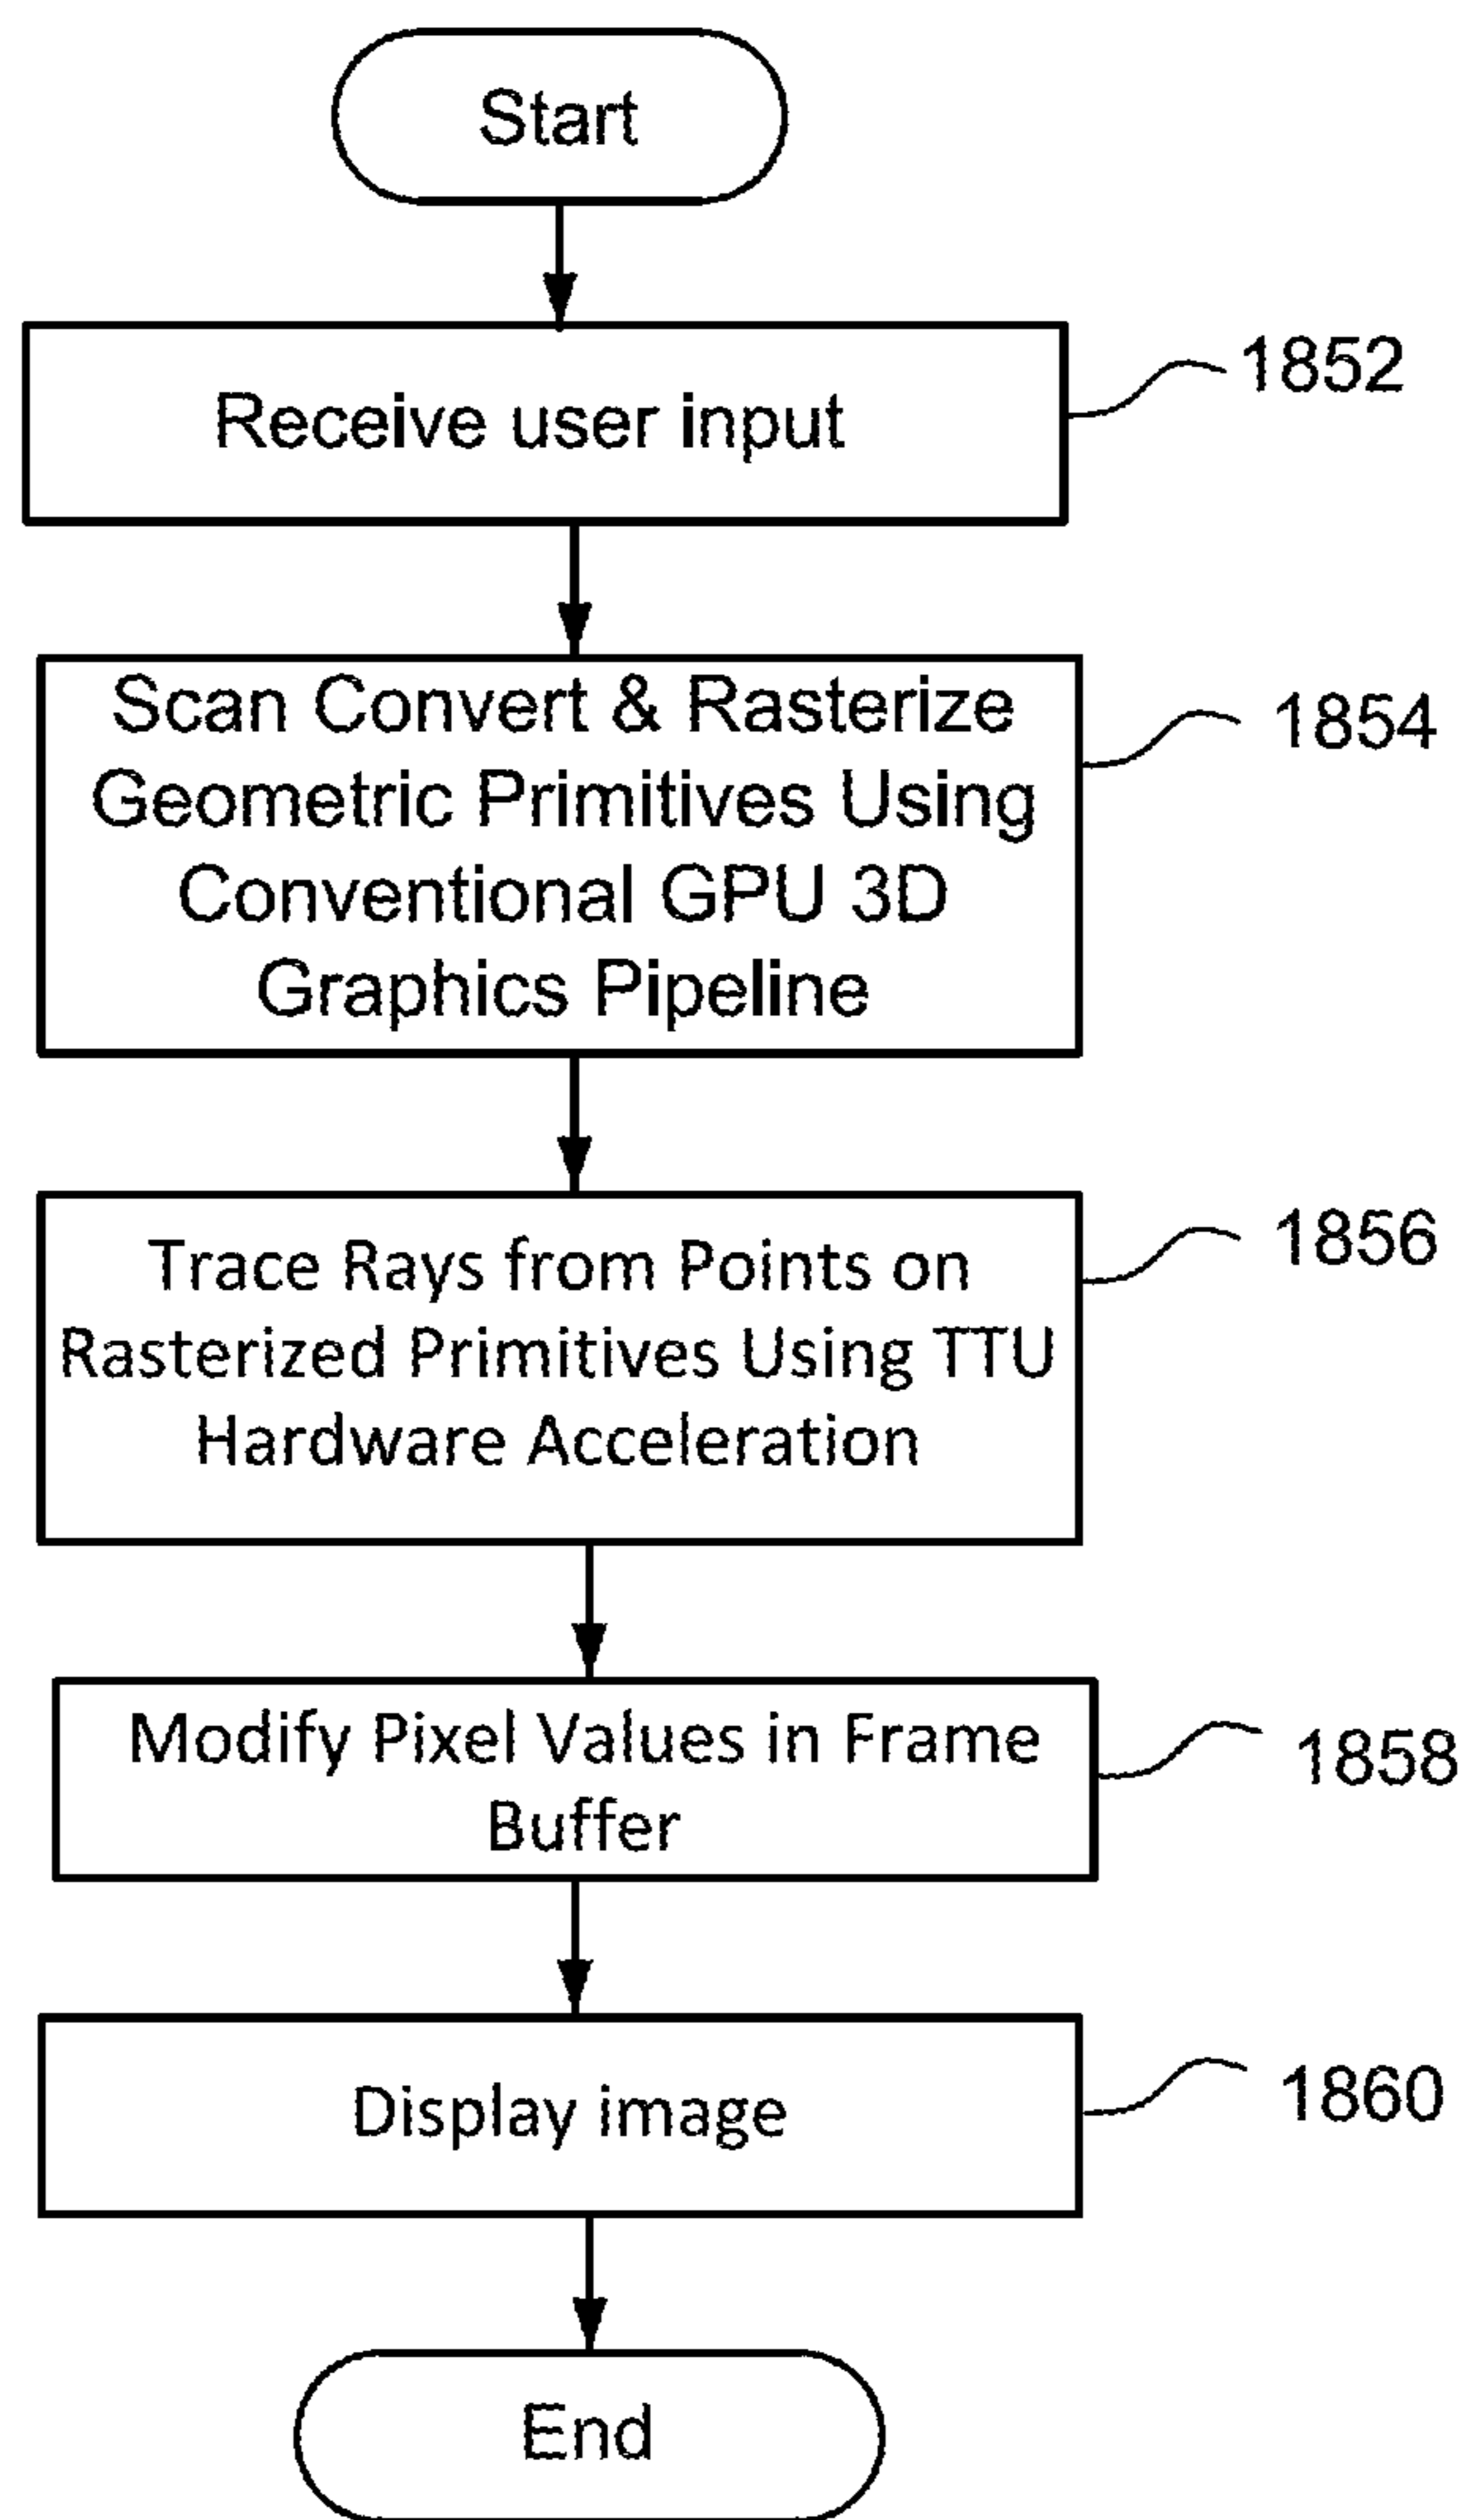 Start
Receive user input
1852
Scan Convert & Rasterize
Geometric Primitives Using
Conventional GPU 3D
Graphics Pipeline
1854
Trace Rays from Points on
Rasterized Primitives Using TTU
Hardware Acceleration
1856
Modify Pixel Values in Frame
Buffer
1858
Display image
1860
End